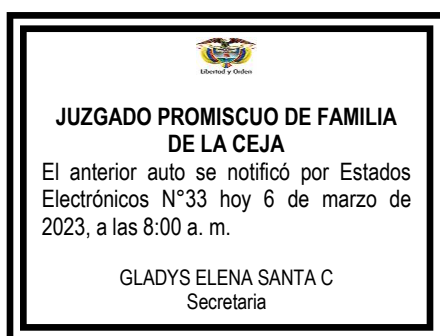 Libertad y Orden
JUZGADO PROMISCUO DE FAMILIA
DE LA CEJA
El anterior auto se notificó por Estados
Electrónicos N°33 hoy 6 de marzo de
2023, a las 8:00 a. m.
GLADYS ELENA SANTA C
Secretaria